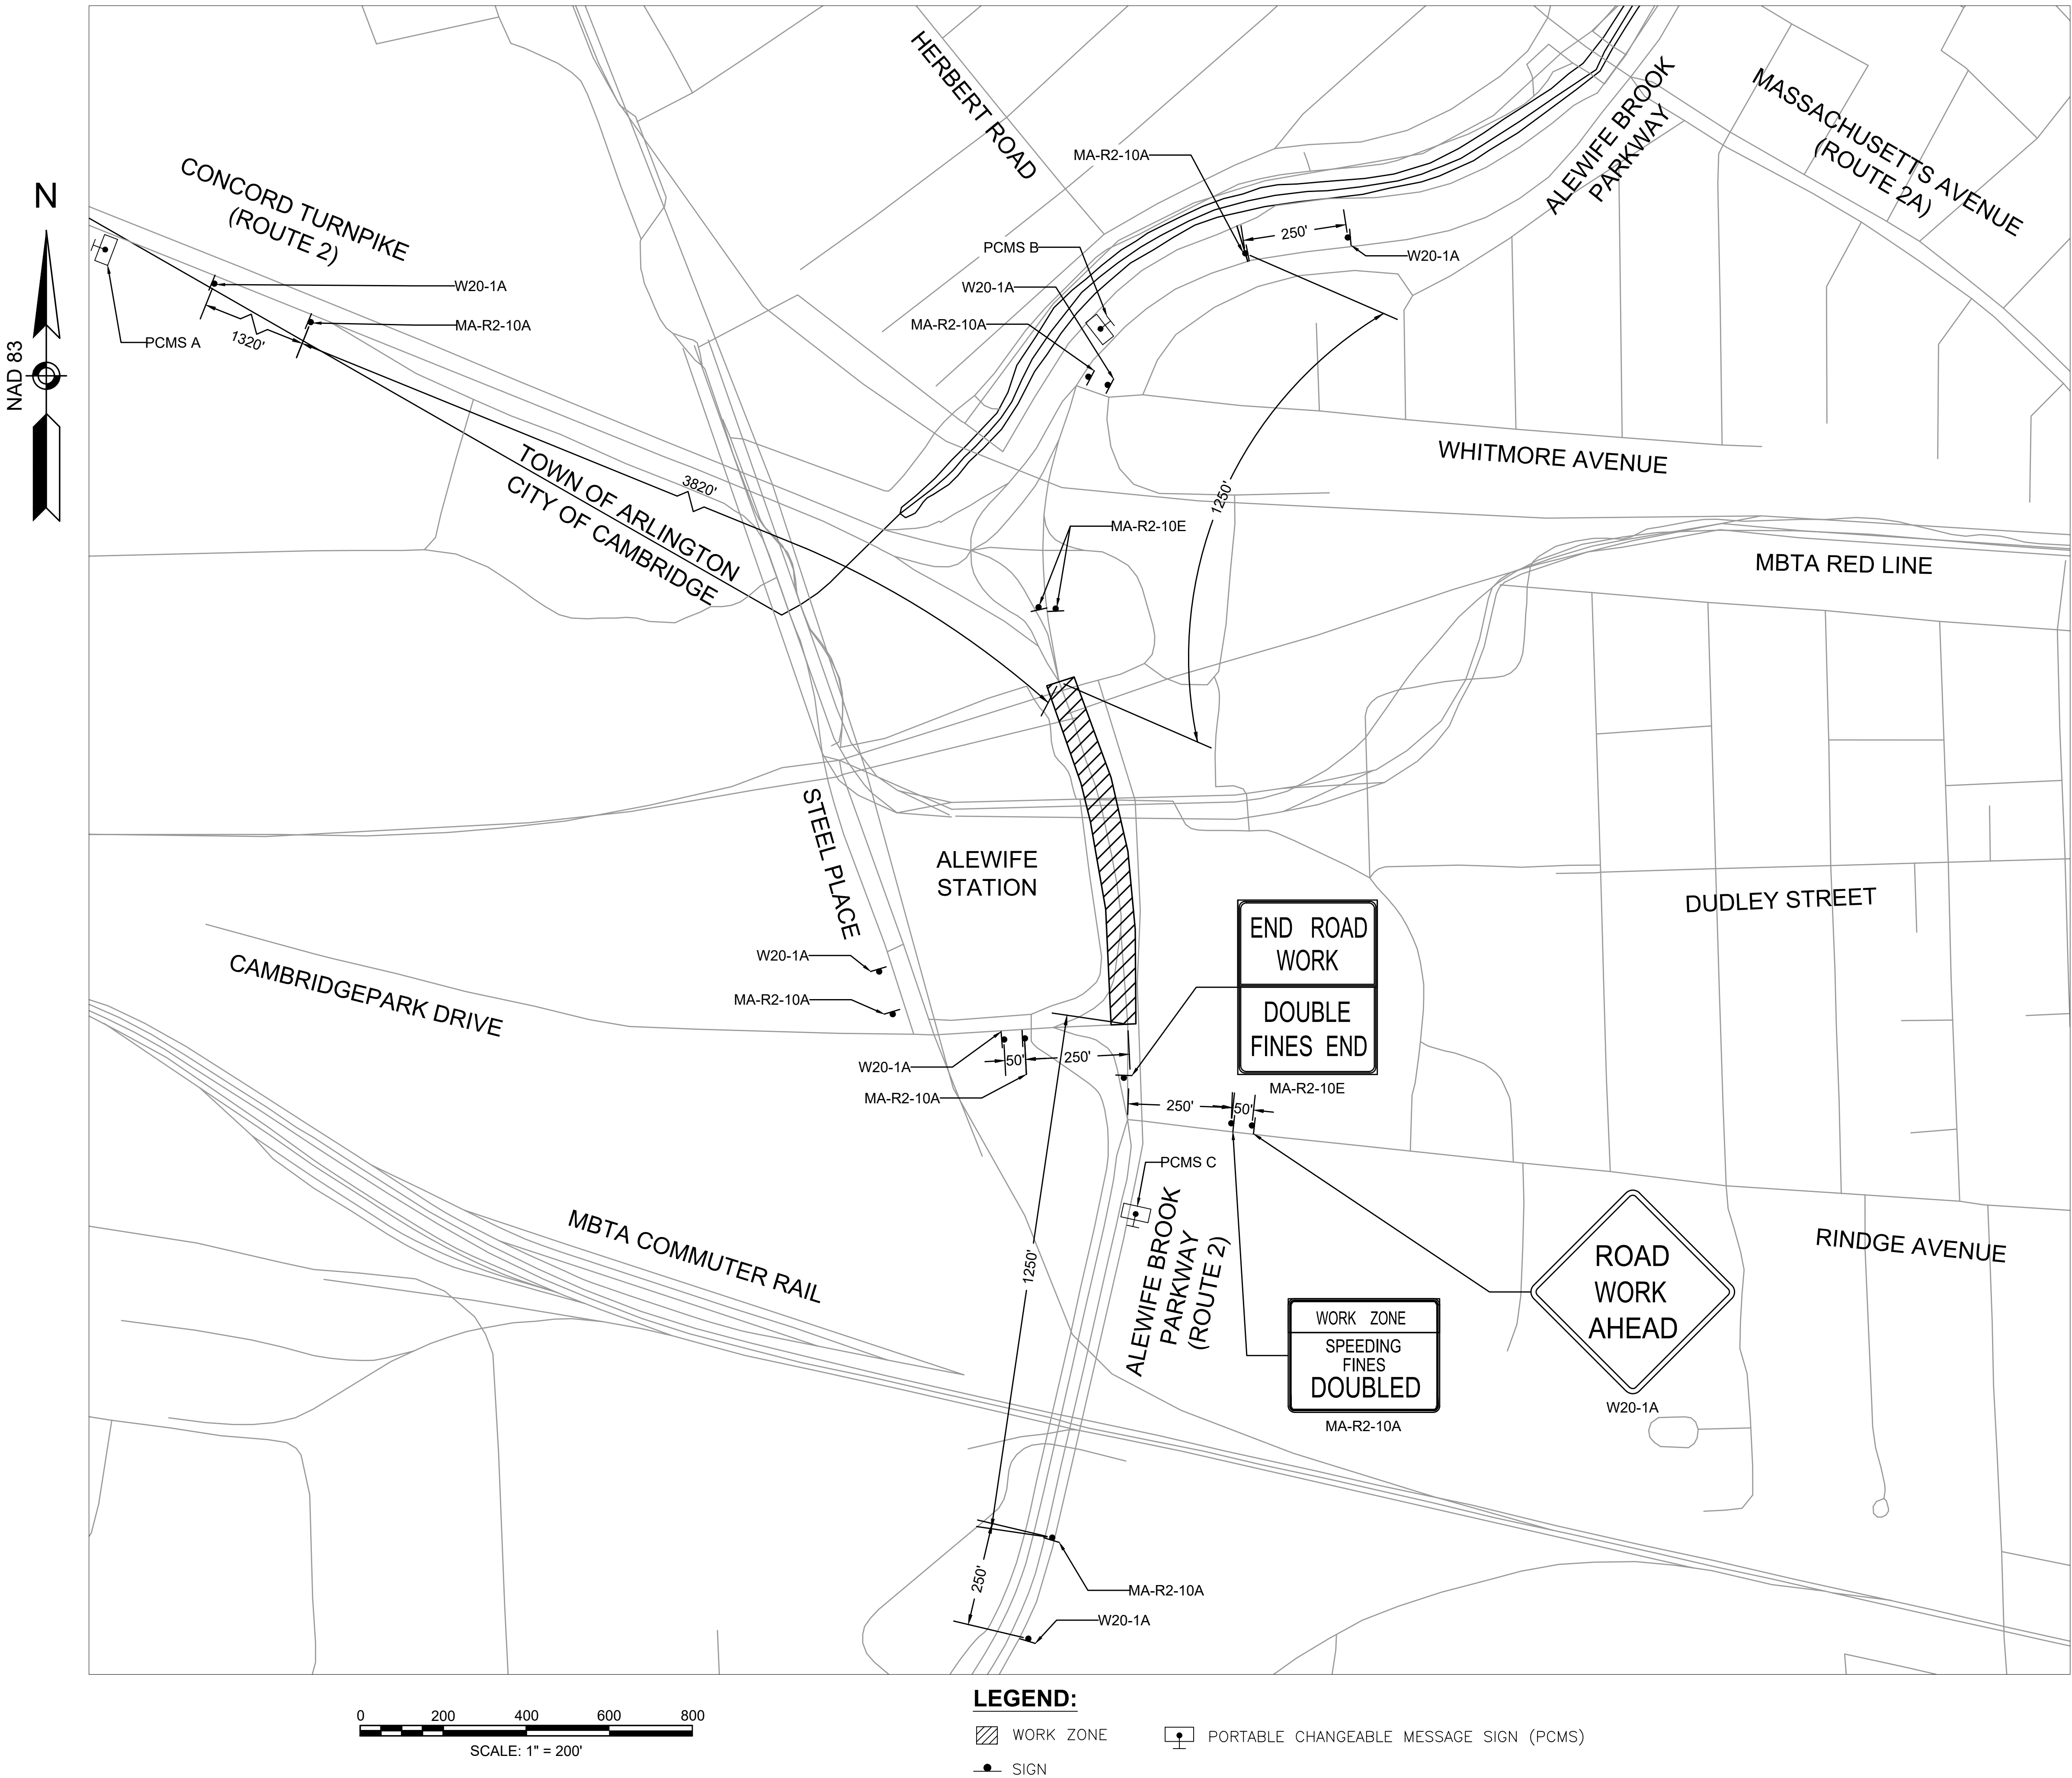 HERBERT ROAD
ALEWIFE BROOK
PARKWAY
MASSACHUSETTS AVENUE
(ROUTE 2A)
CONCORD TURNPIKE
(ROUTE 2)
N
NAD 83
MA-R2-10A
250'
W20-1A
PCMS B
W20-1A
MA-R2-10A
W20-1A
MA-R2-10A
PCMS A
1320'
WHITMORE AVENUE
TOWN OF ARLINGTON
CITY OF CAMBRIDGE
3820'
1250'
MA-R2-10E
MBTA RED LINE
STEEL PLACE
ALEWIFE
STATION
DUDLEY STREET
END ROAD
WORK
DOUBLE
FINES END
MA-R2-10E
W20-1A
MA-R2-10A
CAMBRIDGEPARK DRIVE
W20-1A
50'
250'
MA-R2-10A
250'
50'
PCMS C
ALEWIFE BROOK
PARKWAY
(ROUTE 2)
MBTA COMMUTER RAIL
1250'
RINDGE AVENUE
ROAD
WORK
AHEAD
W20-1A
WORK ZONE
SPEEDING
FINES
DOUBLED
MA-R2-10A
250'
MA-R2-10A
W20-1A
0 200 400 600 800
SCALE: 1" = 200'
LEGEND:
WORK ZONE
PORTABLE CHANGEABLE MESSAGE SIGN (PCMS)
SIGN